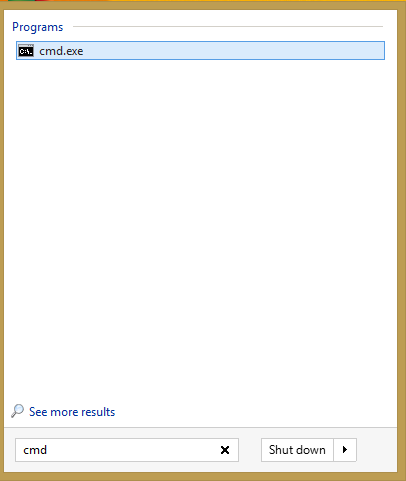 Programs
cmd.exe
See more results
cmd
Shut down